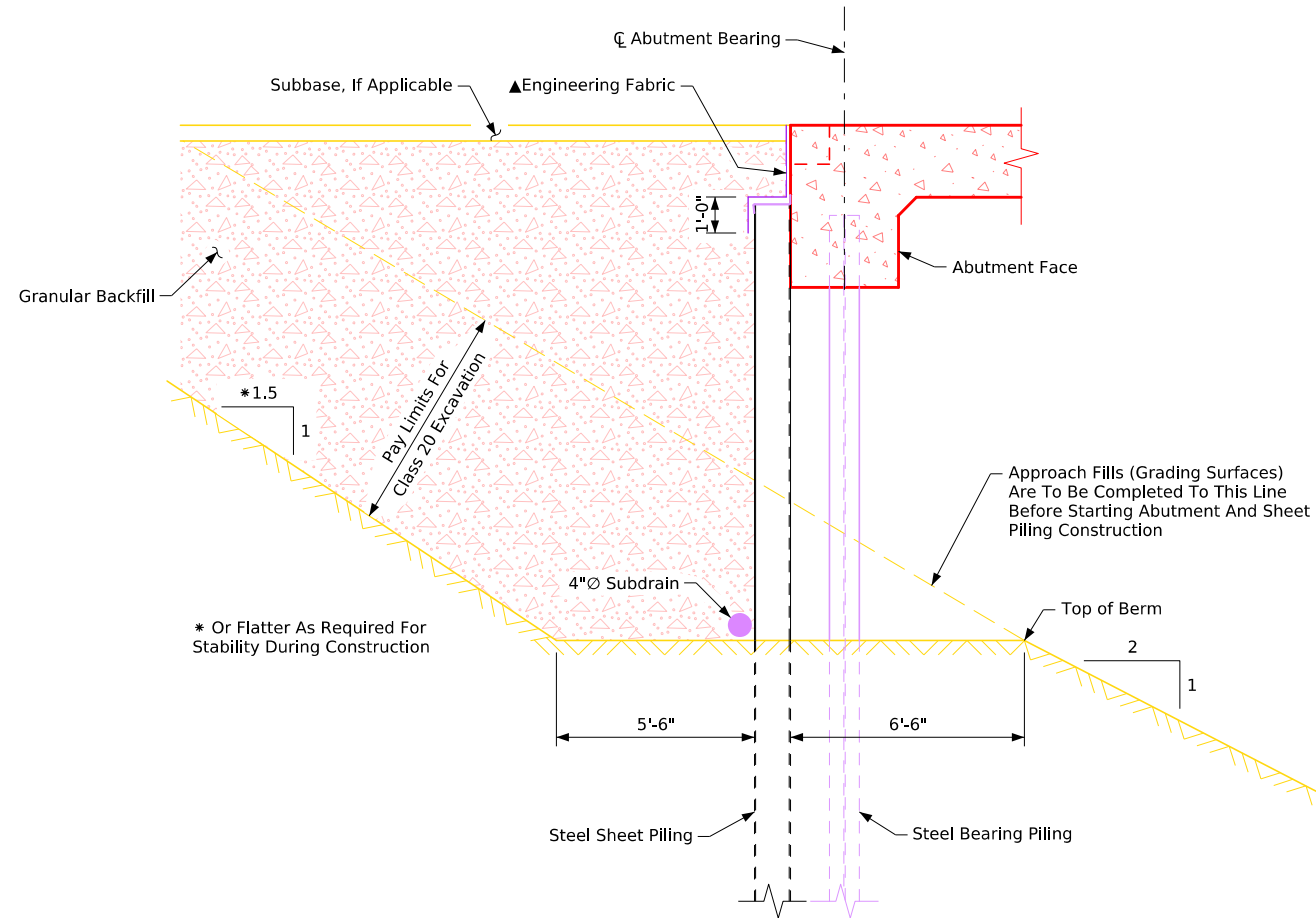 ℄ Abutment Bearing
Subbase, If Applicable
▲Engineering Fabric
1'-0"
Granular Backfill
Abutment Face
*1.5
1
Pay Limits For
Class 20 Excavation
Approach Fills (Grading Surfaces)
Are To Be Completed To This Line
Before Starting Abutment And Sheet
Piling Construction
4"∅ Subdrain
Top of Berm
* Or Flatter As Required For
Stability During Construction
2
1
5'-6"
6'-6"
Steel Sheet Piling
Steel Bearing Piling